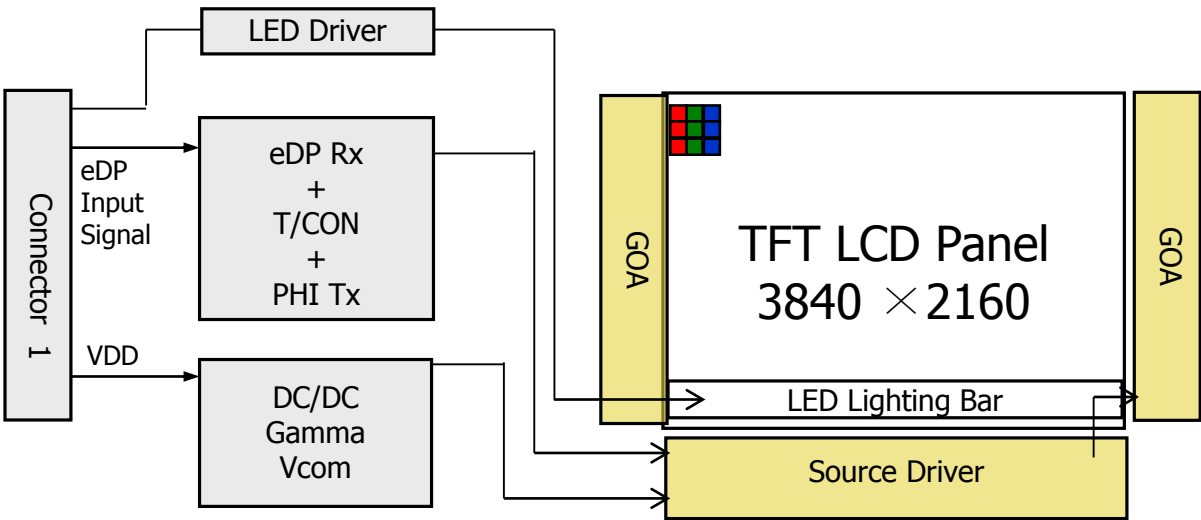 LED Driver
Connector 1
eDP
Input
Signal
eDP Rx
+
T/CON
+
PHI Tx
VDD
DC/DC
Gamma
Vcom
GOA
TFT LCD Panel
3840 ×2160
LED Lighting Bar
Source Driver
GOA